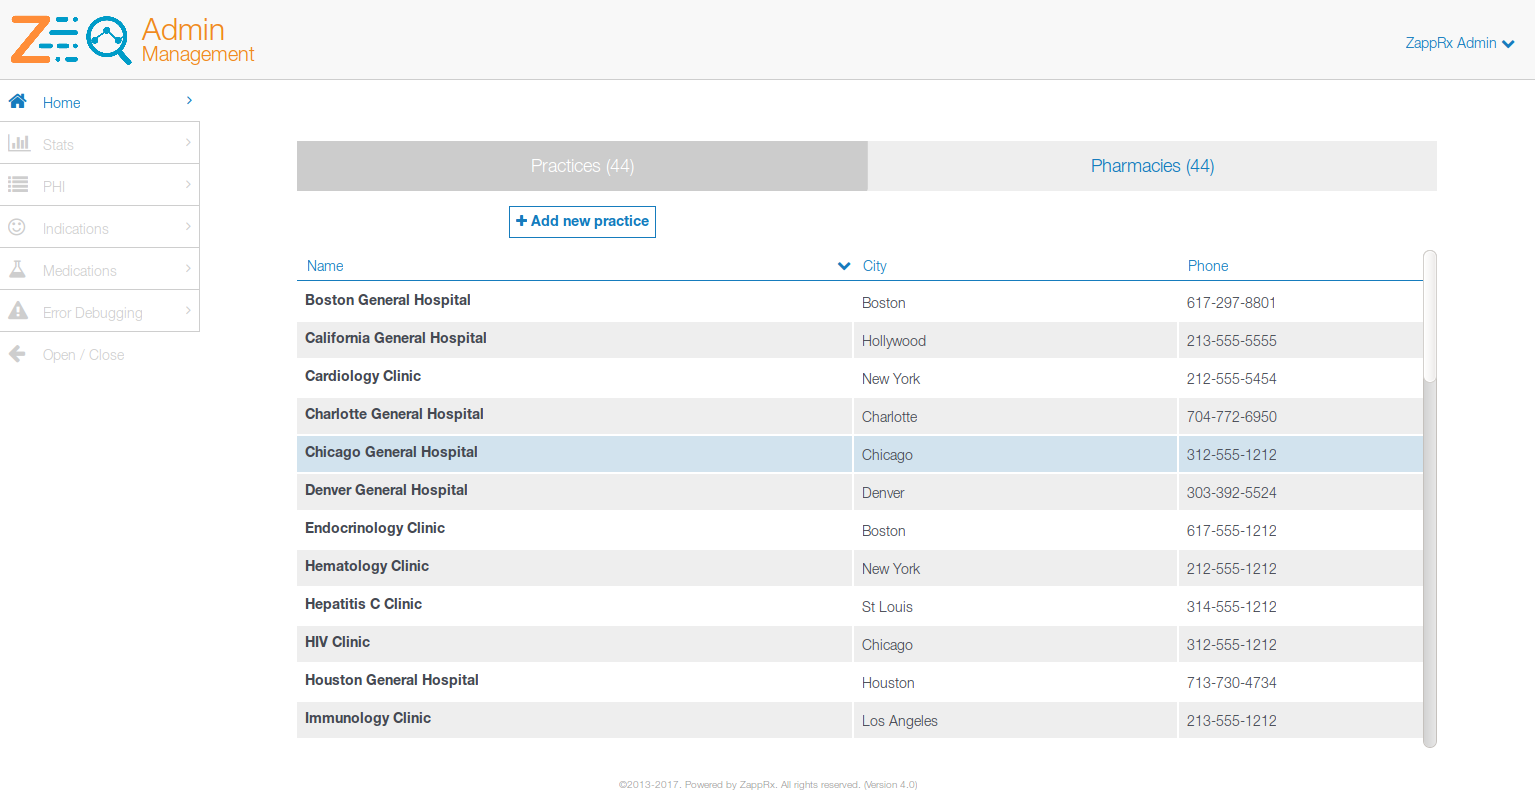 Admin
Management
ZappRx Admin
Home
Stats
PHI
Indications
Medications
Error Debugging
Open / Close
Practices (44) Pharmacies (44)
Add new practice
Name City Phone
Boston General Hospital Boston 617-297-8801
California General Hospital Hollywood 213-555-5555
Cardiology Clinic New York 212-555-5454
Charlotte General Hospital Charlotte 704-772-6950
Chicago General Hospital Chicago 312-555-1212
Denver General Hospital Denver 303-392-5524
Endocrinology Clinic Boston 617-555-1212
Hematology Clinic New York 212-555-1212
Hepatitis C Clinic St Louis 314-555-1212
HIV Clinic Chicago 312-555-1212
Houston General Hospital Houston 713-730-4734
Immunology Clinic Los Angeles 213-555-1212
©2013-2017. Powered by ZappRx. All rights reserved. (Version 4.0)